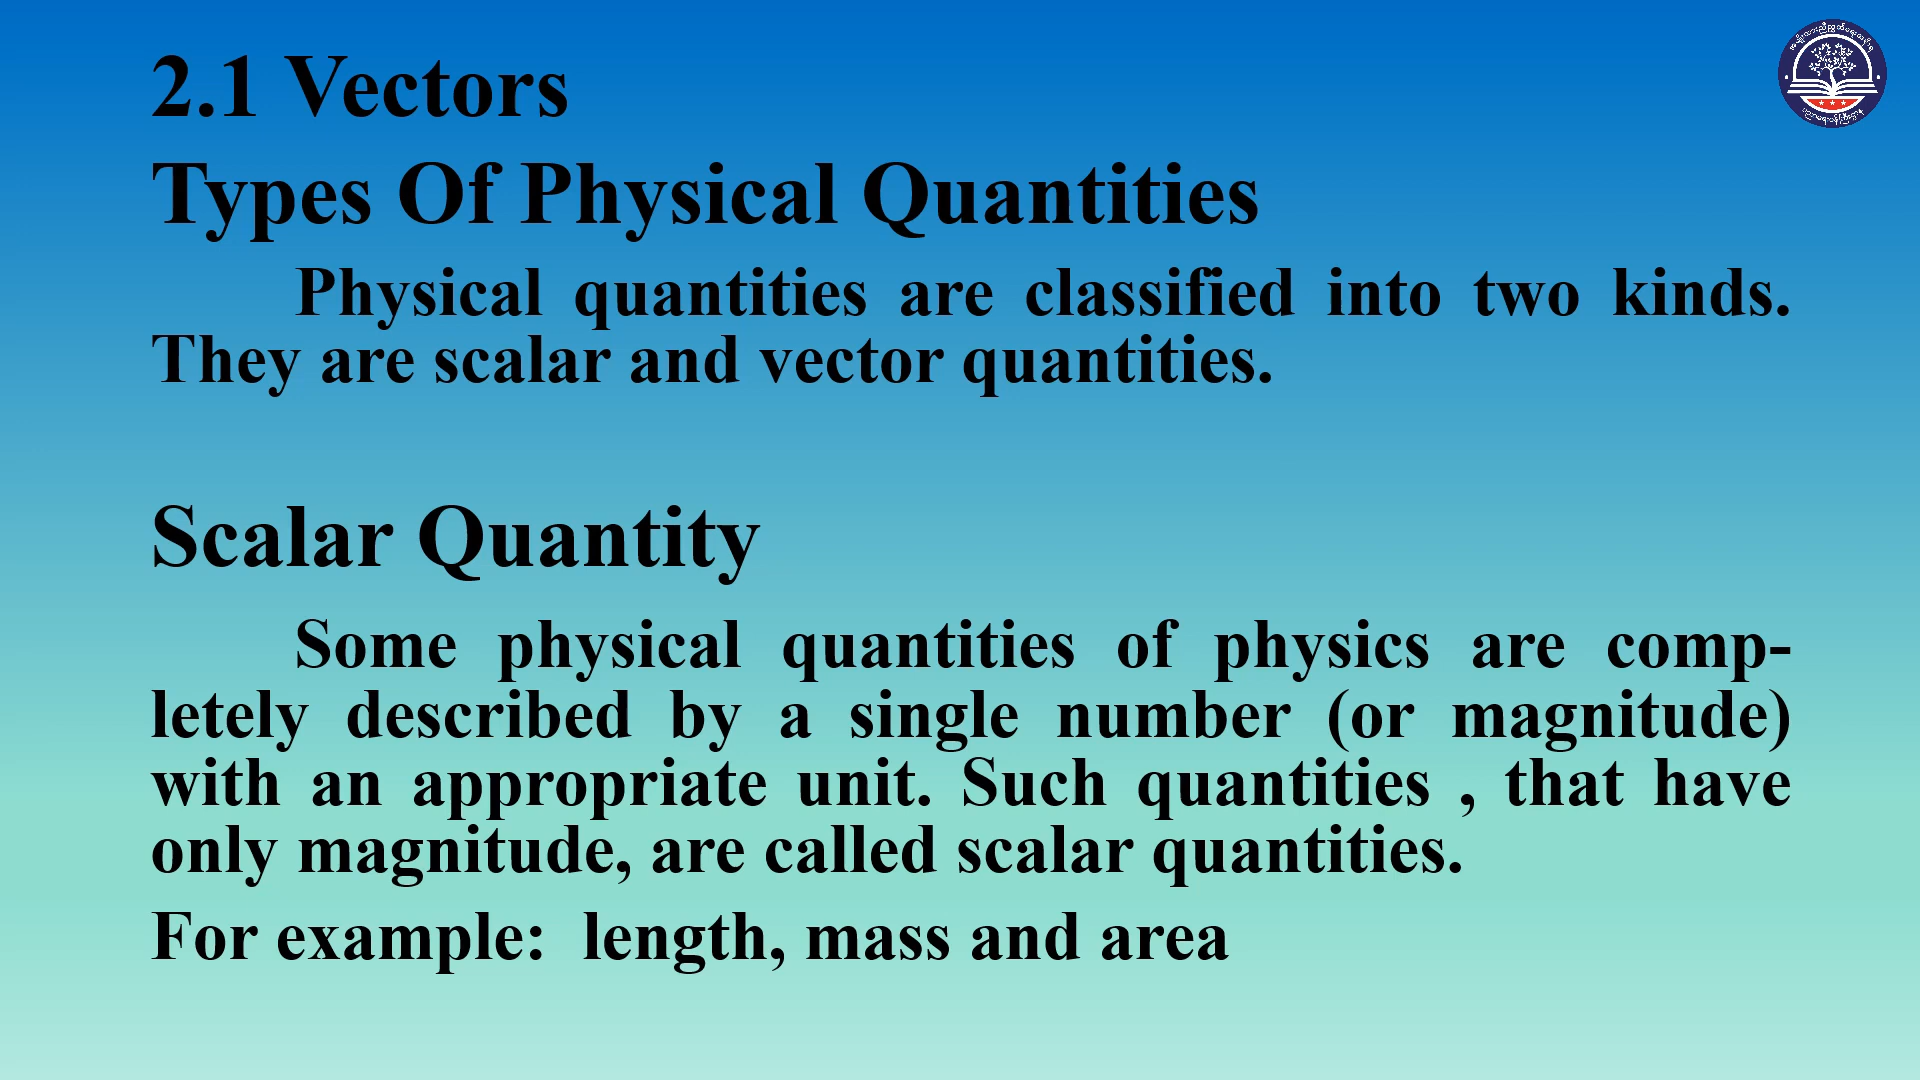 2.1 Vectors
Types Of Physical Quantities
Physical quantities are classified into two kinds.
They are scalar and vector quantities.
Scalar Quantity
Some physical quantities of physics are comp-
letely described by a single number (or magnitude)
with an appropriate unit. Such quantities , that have
only magnitude, are called scalar quantities.
For example: length, mass and area